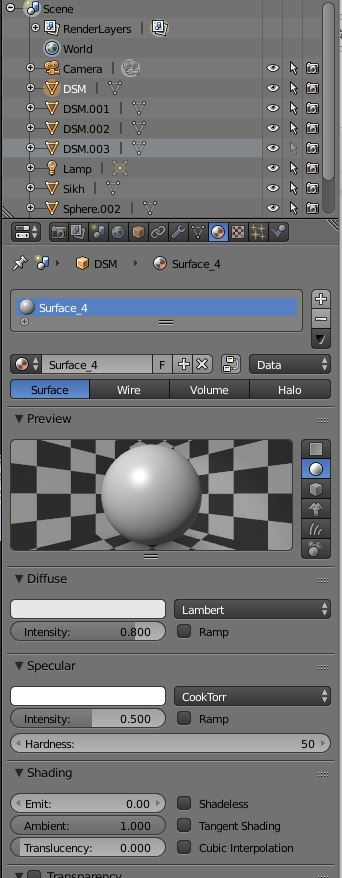 Scene
RenderLayers |
World
Camera |
DSM |
DSM.001 |
DSM.002 |
DSM.003 |
Lamp |
Sikh |
Sphere.002 |
DSM Surface_4
Surface_4
Surface_4 F Data
Surface Wire Volume Halo
Preview
Diffuse
Lambert
Intensity: 0.800 Ramp
Specular
CookTorr
Intensity: 0.500 Ramp
Hardness: 50
Shading
Emit: 0.00 Shadeless
Ambient: 1.000 Tangent Shading
Translucency: 0.000 Cubic Interpolation
Transparency